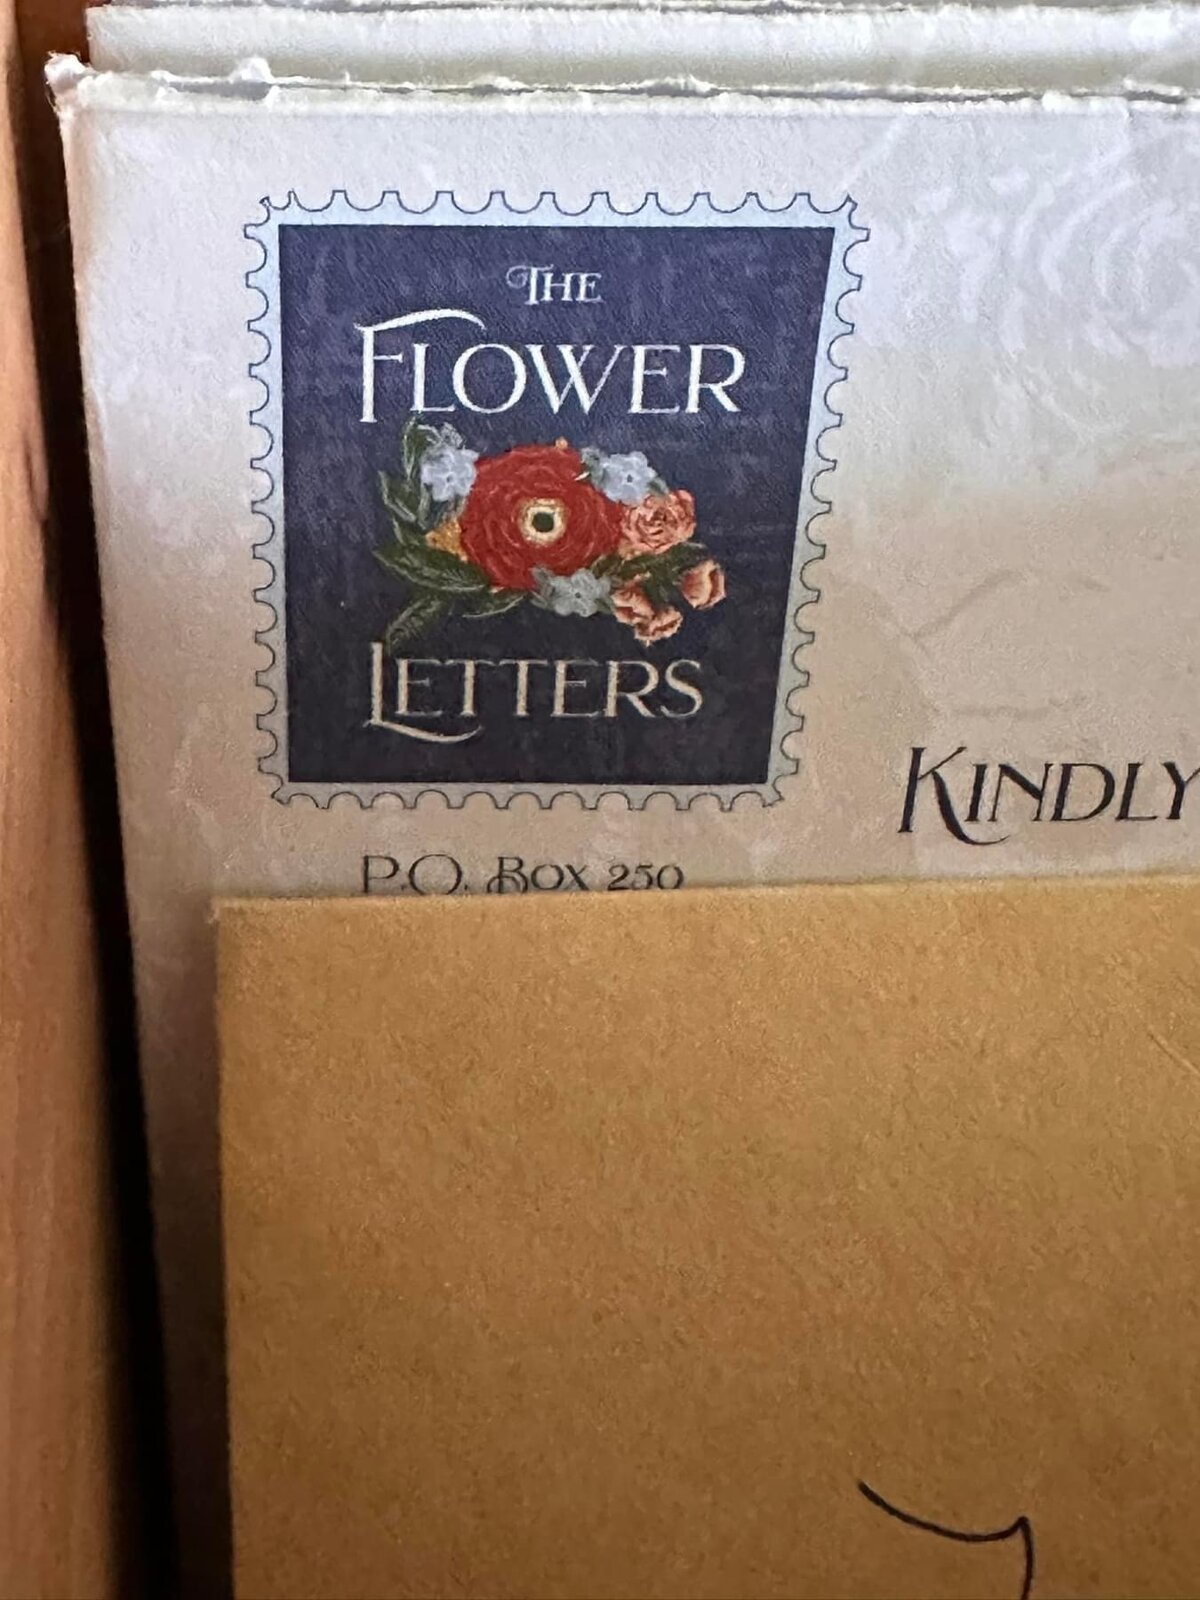 The
Flower
Letters
P.O. Box 250
Kindly